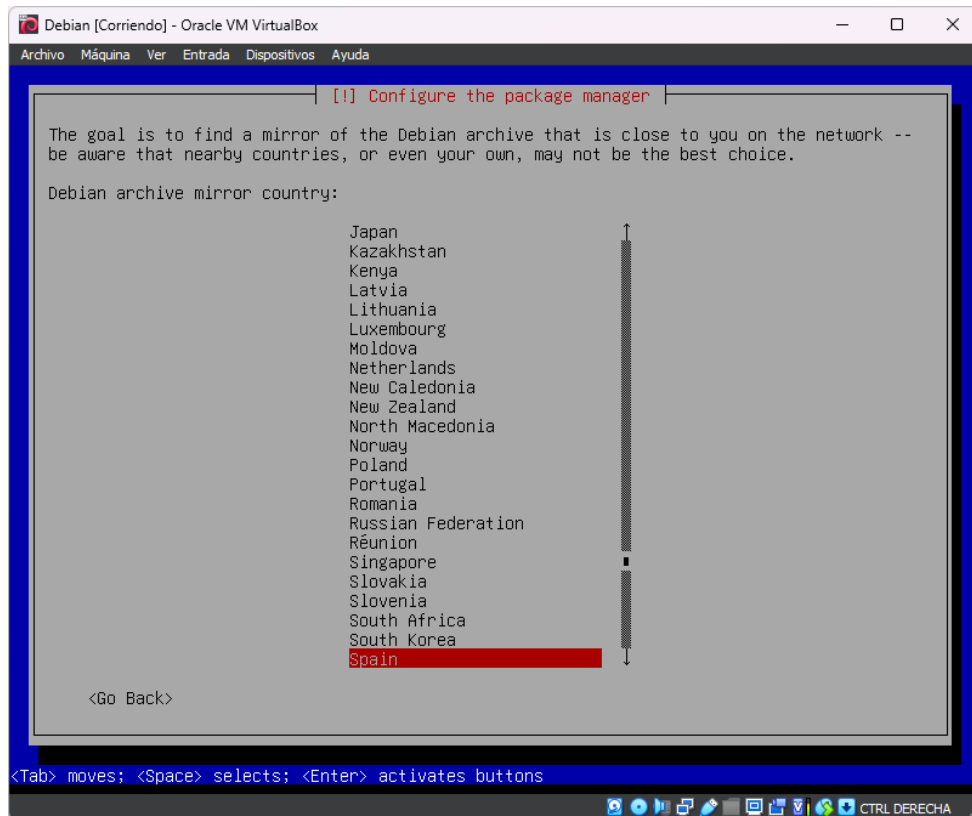 Debian [Corriendo] - Oracle VM VirtualBox
Archivo Máquina Ver Entrada Dispositivos Ayuda
[!] Configure the package manager
The goal is to find a mirror of the Debian archive that is close to you on the network --
be aware that nearby countries, or even your own, may not be the best choice.
Debian archive mirror country:
Japan
Kazakhstan
Kenya
Latvia
Lithuania
Luxembourg
Moldova
Netherlands
New Caledonia
New Zealand
North Macedonia
Norway
Poland
Portugal
Romania
Russian Federation
Réunion
Singapore
Slovakia
Slovenia
South Africa
South Korea
Spain
<Go Back>
<Tab> moves; <Space> selects; <Enter> activates buttons
CTRL DERECHA